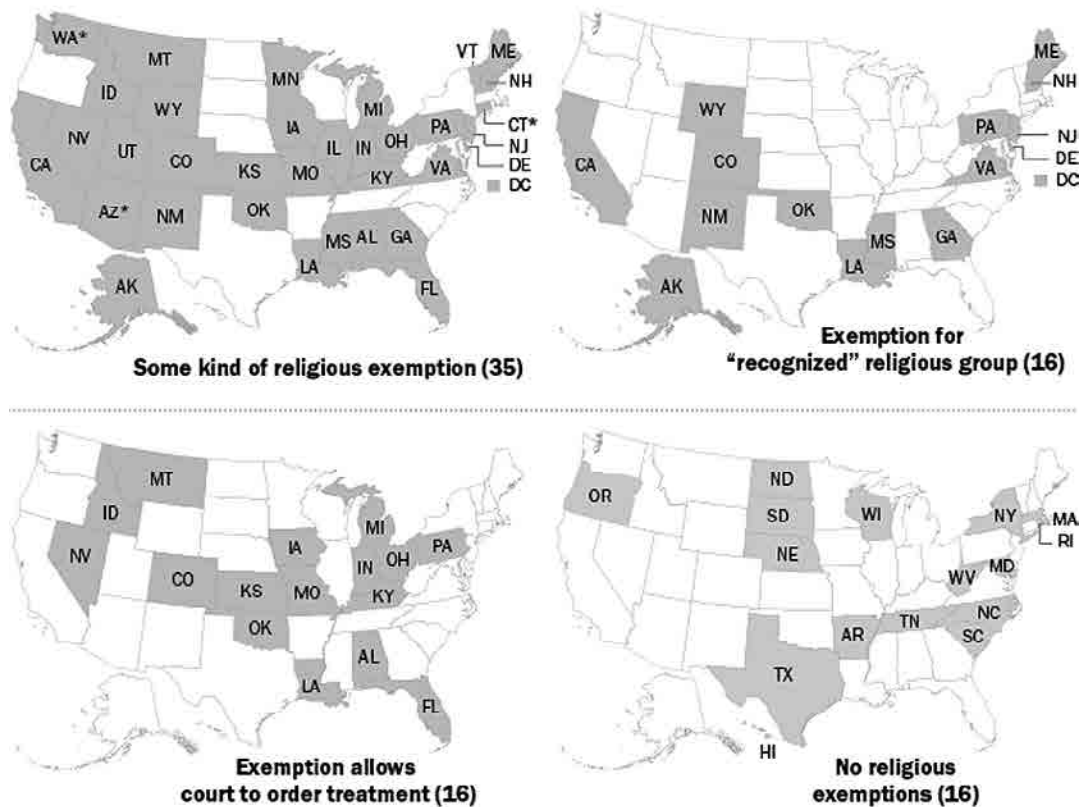 WA*
MT
ID
WY
NV
UT
CO
CA
AZ*
NM
MN
IA
KS
MO
OK
IL
IN
MI
OH
KY
PA
VA
VT
ME
NH
CT*
NJ
DE
DC
MS
AL
GA
LA
FL
AK
Some kind of religious exemption (35)
ME
NH
WY
PA
NJ
DE
DC
CA
CO
VA
NM
OK
MS
GA
LA
AK
Exemption for
“recognized” religious group (16)
MT
ID
NV
CO
KS
OK
IA
MO
MI
IN
OH
PA
KY
AL
LA
FL
Exemption allows
court to order treatment (16)
OR
ND
SD
NE
WI
NY
MA
RI
MD
WV
NC
TN
SC
AR
TX
HI
No religious
exemptions (16)